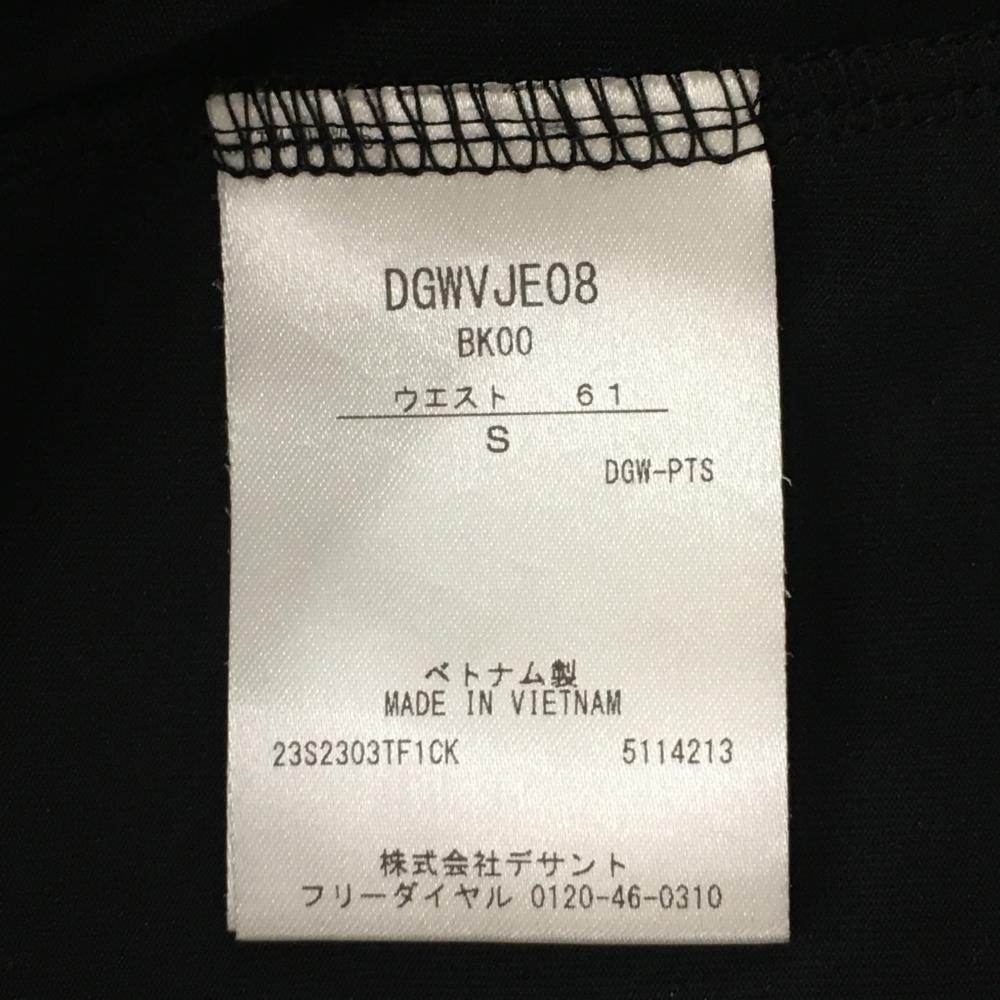 DGWVJE08
BK00
ウエスト 61
S
DGW-PTS
ベトナム製
MADE IN VIETNAM
23S2303TF1CK 5114213
株式会社デサント
フリーダイヤル 0120-46-0310